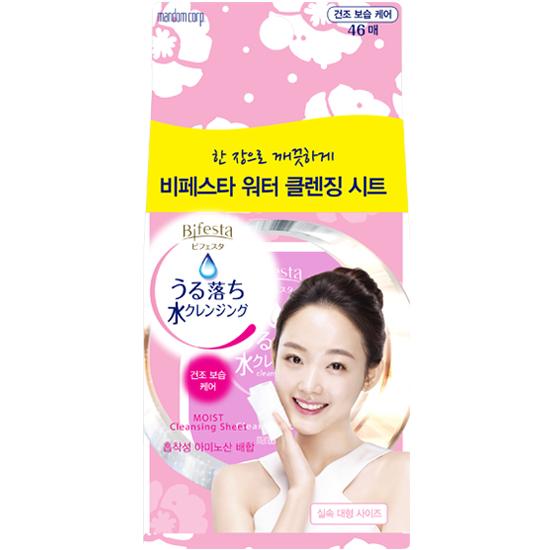 mandom corp
건조 보습 케어
46매
한 장으로 깨끗하게
비페스타 워터 클렌징 시트
Bifesta
ビフェスタ
うる落ち
水クレンジング
건조 보습
케어
MOIST
Cleansing Sheet
흡착성 아미노산 배합
실속 대형 사이즈